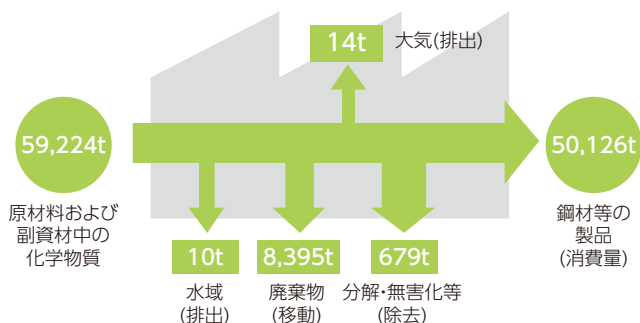 14t
大気(排出)
59,224t
原材料および
副資材中の
化学物質
50,126t
鋼材等の
製品
(消費量)
10t
水域
(排出)
8,395t
廃棄物
(移動)
679t
分解・無害化等
(除去)